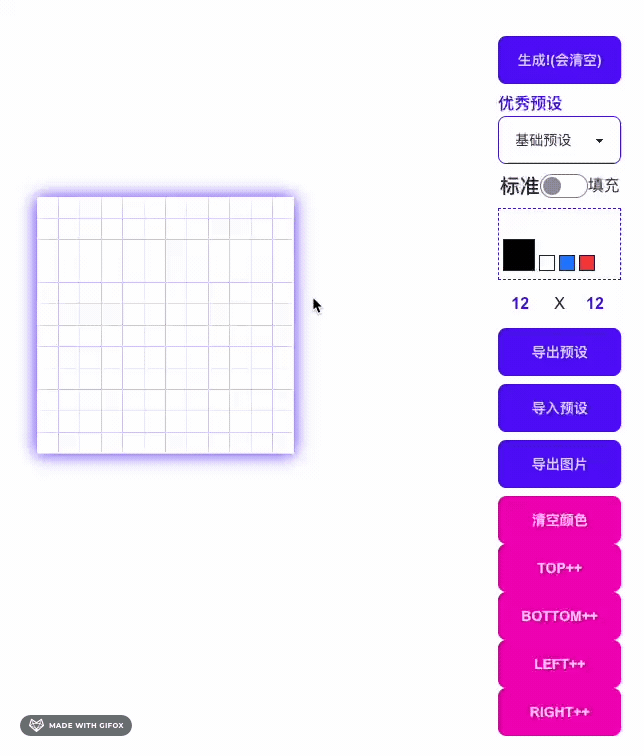 生成!(会清空)
优秀预设
基础预设
标准 填充
12 X 12
导出预设
导入预设
导出图片
清空颜色
TOP++
BOTTOM++
LEFT++
RIGHT++
MADE WITH GIFOX